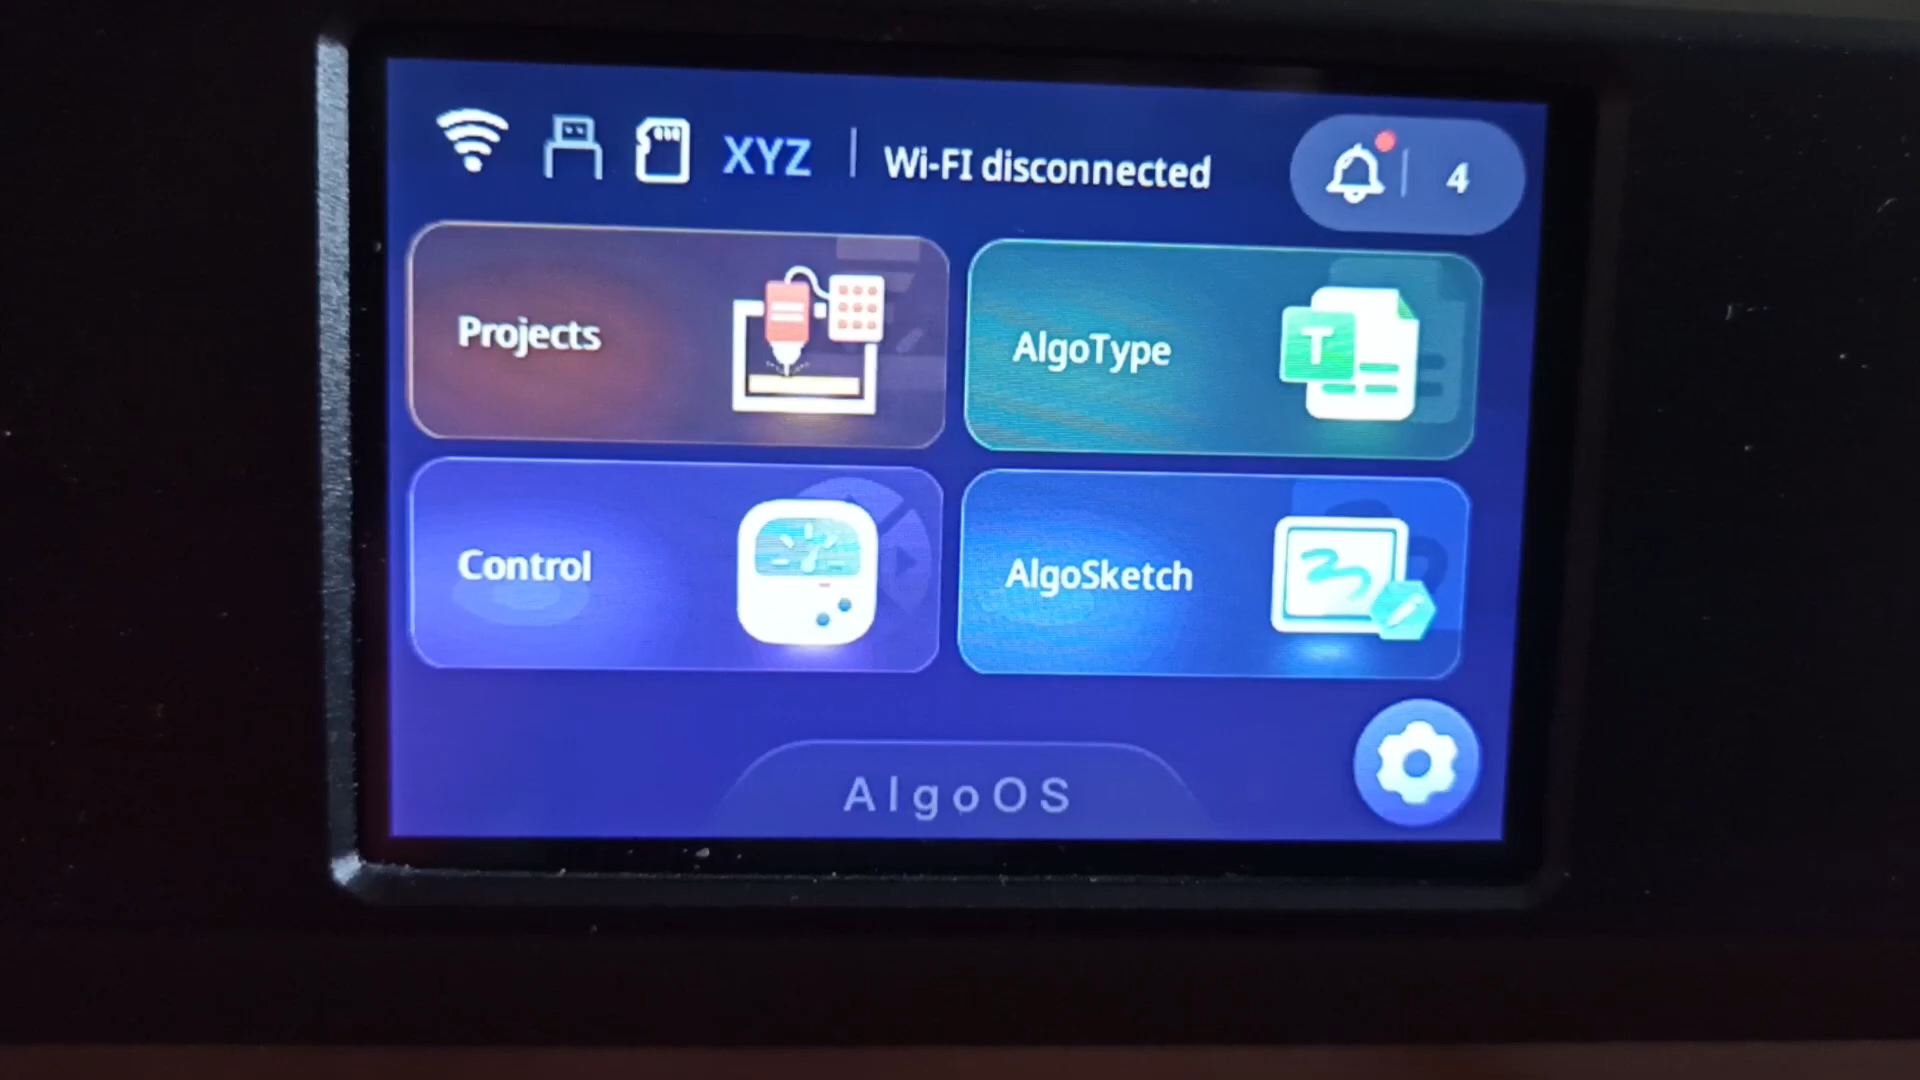 XYZ | Wi-FI disconnected | 4
Projects
T
AlgoType
Control
AlgoSketch
AlgoOS